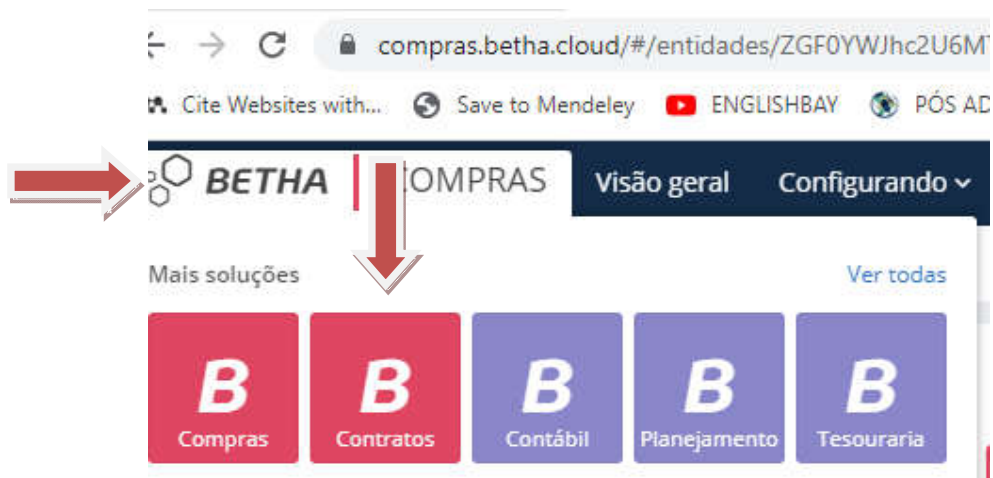 compras.betha.cloud/#/entidades/ZGF0YWJhc2U6M
Cite Websites with... Save to Mendeley ENGLISHBAY PÓS AD
BETHA COMPRAS Visão geral Configurando
Mais soluções Ver todas
B B B B B
Compras Contratos Contábil Planejamento Tesouraria